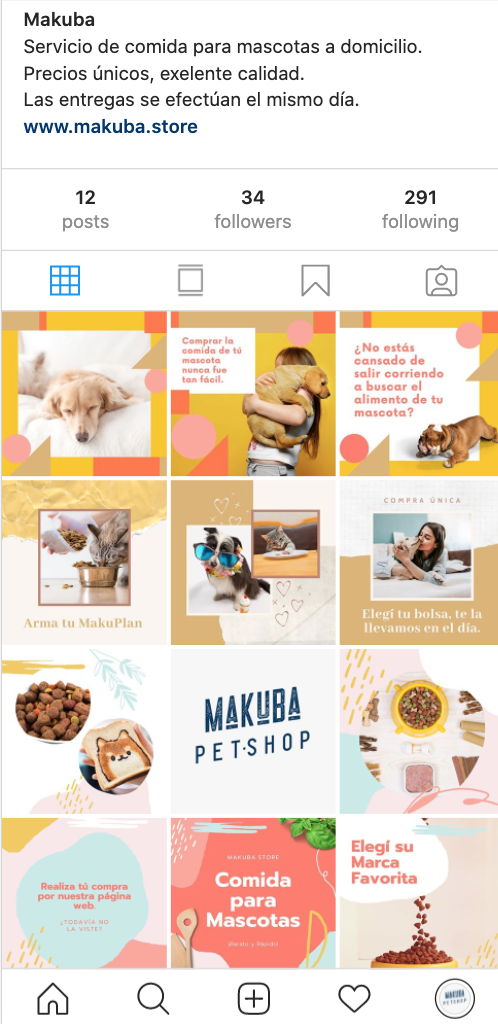 Makuba
Servicio de comida para mascotas a domicilio.
Precios únicos, exelente calidad.
Las entregas se efectúan el mismo día.
www.makuba.store
12
posts
34
followers
291
following
Comprar la
comida de tú
mascota
nunca fue
tan fácil.
¿No estás
cansado de
salir corriendo
a buscar el
alimento de tu
mascota?
Arma tu MakuPlan
COMPRA ÚNICA
Elegí tu bolsa, te la
llevamos en el día.
MAKUBA
PET·SHOP
Realiza tú compra
por nuestra página
web.
¿TODAVÍA NO
LA VISTE?
MAKUBA STORE
Comida
para
Mascotas
¡Barato y Rápido!
Elegí su
Marca
Favorita
MAKUBA
PETSHOP